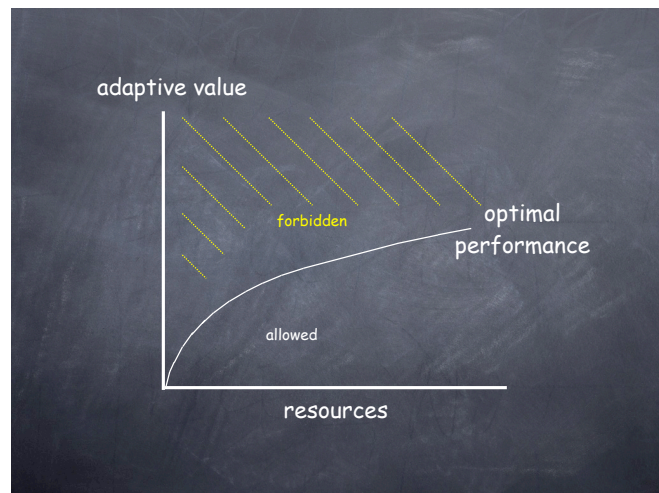 adaptive value
optimal
performance
forbidden
allowed
resources